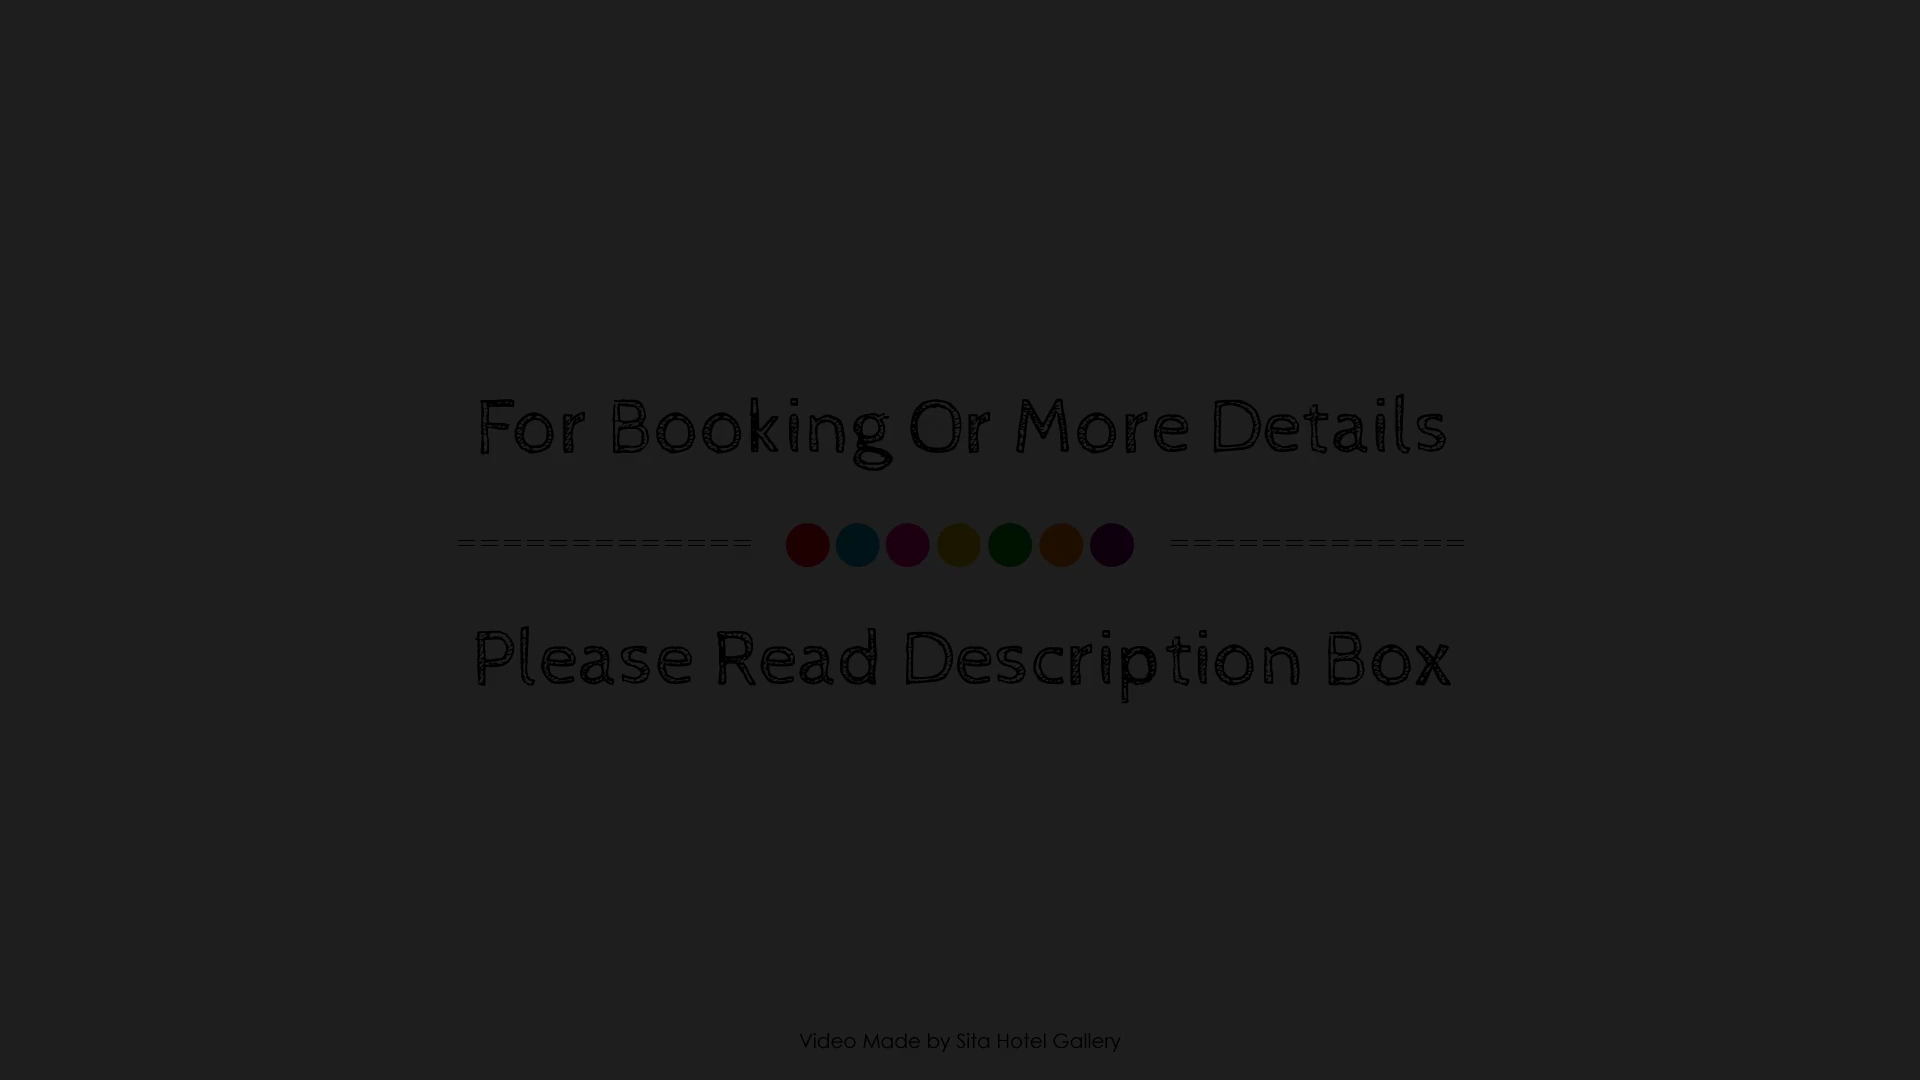 For Booking Or More Details
============= =============
Please Read Description Box
Video Made by Sita Hotel Gallery